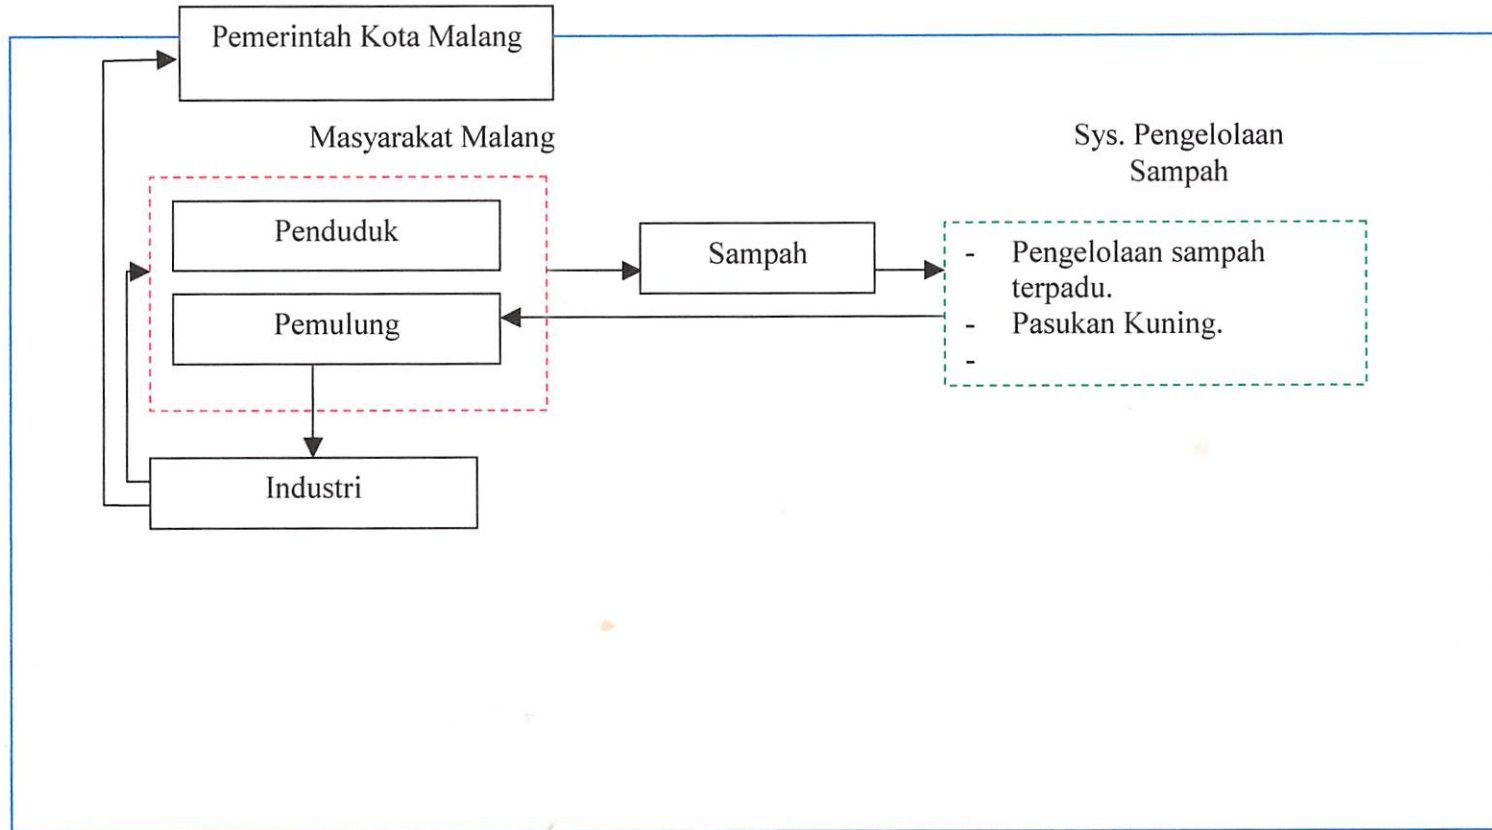 Pemerintah Kota Malang
Masyarakat Malang
Sys. Pengelolaan
Sampah
Penduduk
Pemulung
Sampah
- Pengelolaan sampah
terpadu.
- Pasukan Kuning.
-
Industri